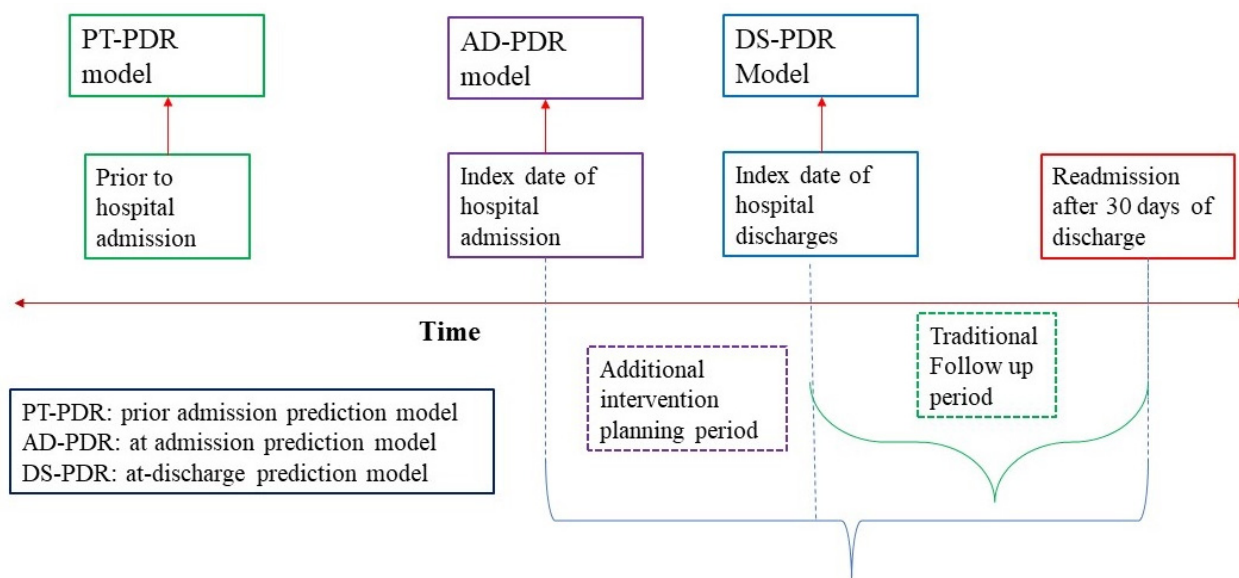 PT-PDR
model
AD-PDR
model
DS-PDR
Model
Prior to
hospital
admission
Index date of
hospital
admission
Index date of
hospital
discharges
Readmission
after 30 days of
discharge
Time
Traditional
Follow up
period
Additional
intervention
planning period
PT-PDR: prior admission prediction model
AD-PDR: at admission prediction model
DS-PDR: at-discharge prediction model